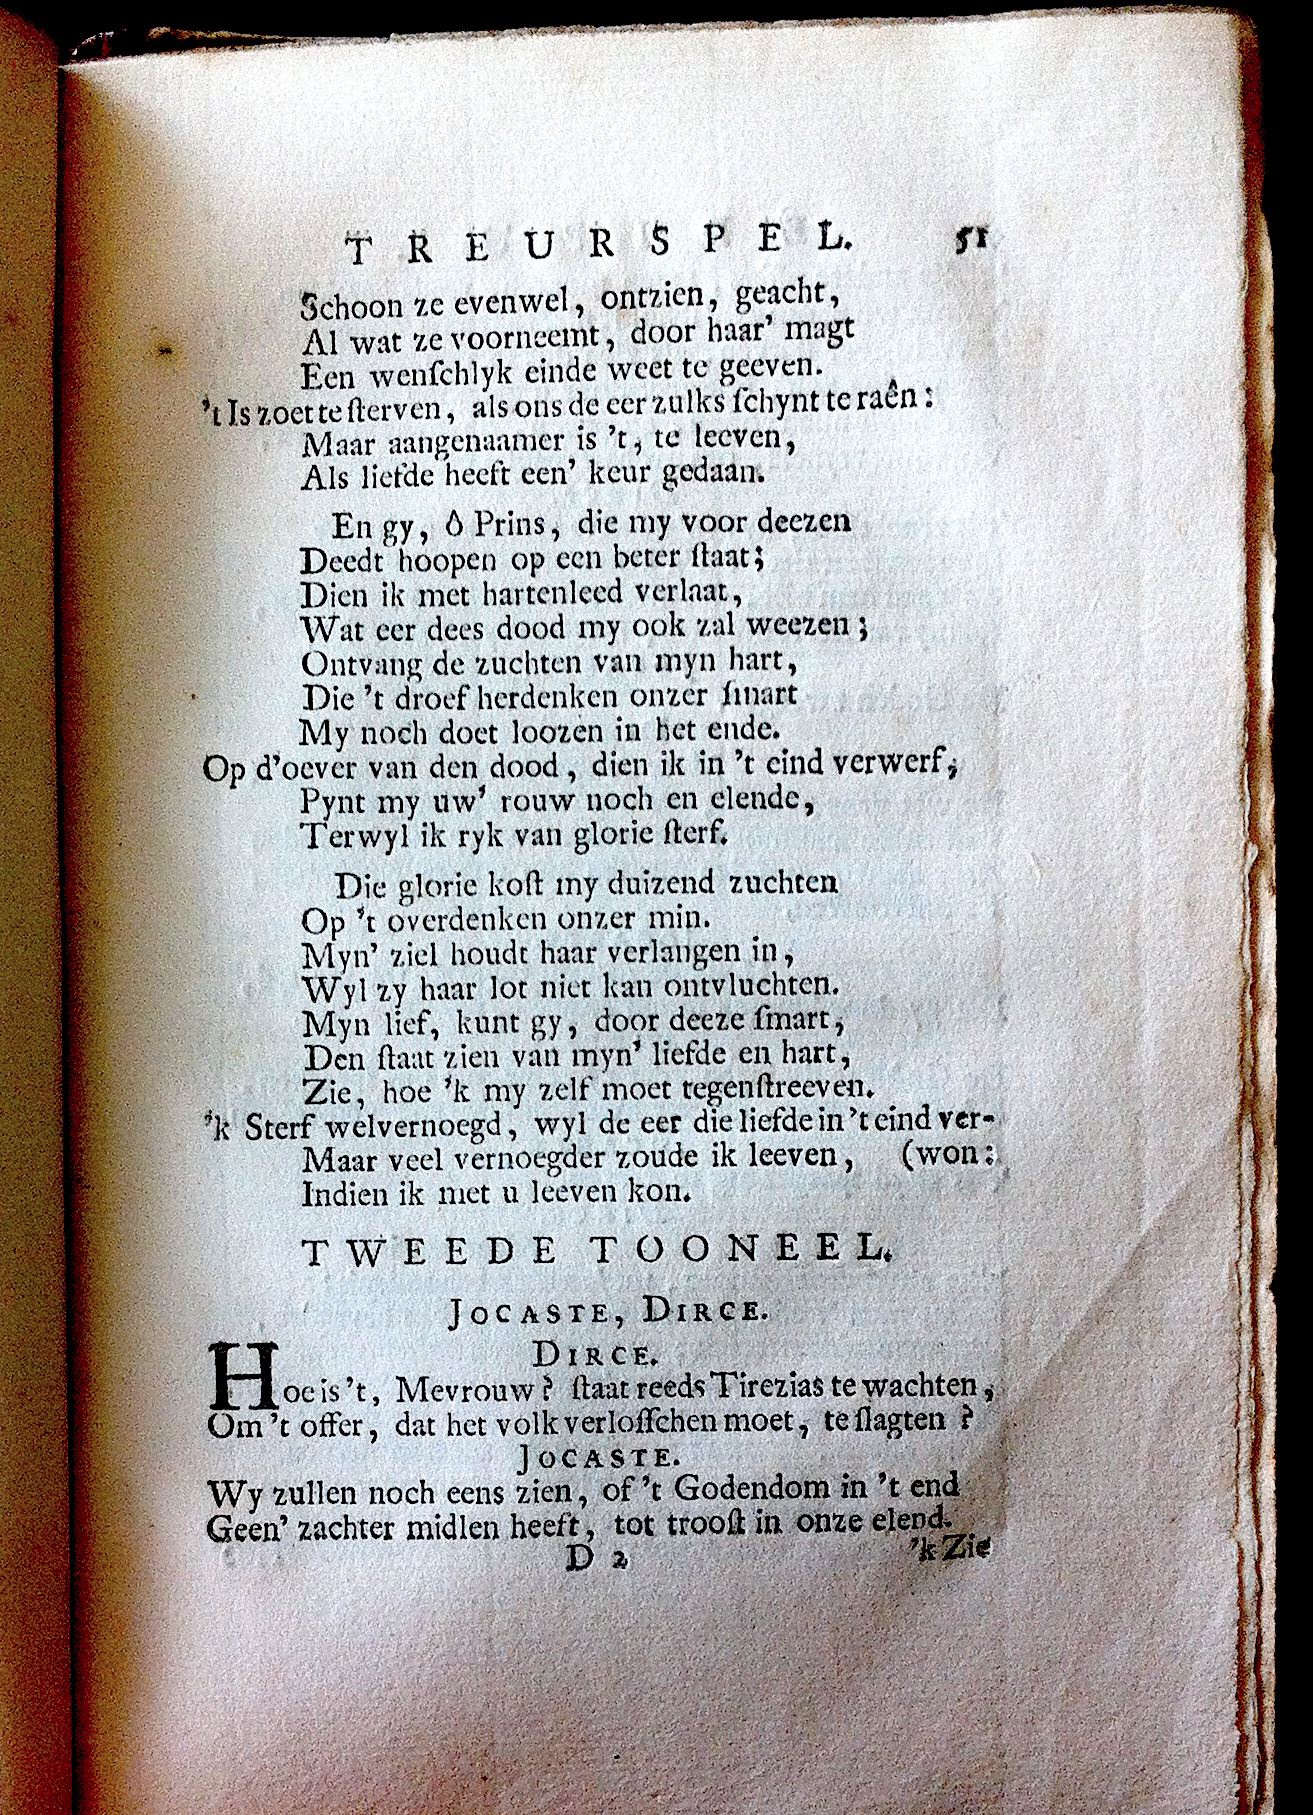 TREURSPEL. 51
Schoon ze evenwel, ontzien, geacht,
Al wat ze voorneemt, door haar' magt
Een wenſchlyk einde weet te geeven.
't Is zoet te ſterven, als ons de eer zulks ſchynt te raên:
Maar aangenaamer is 't, te leeven,
Als liefde heeft een' keur gedaan.
En gy, ô Prins, die my voor deezen
Deedt hoopen op een beter ſtaat;
Dien ik met hartenleed verlaat,
Wat eer dees dood my ook zal weezen;
Ontvang de zuchten van myn hart,
Die 't droef herdenken onzer ſmart
My noch doet loozen in het ende.
Op d'oever van den dood, dien ik in 't eind verwerf,
Pynt my uw' rouw noch en elende,
Terwyl ik ryk van glorie ſterf.
Die glorie koſt my duizend zuchten
Op 't overdenken onzer min.
Myn' ziel houdt haar verlangen in,
Wyl zy haar lot niet kan ontvluchten.
Myn lief, kunt gy, door deeze ſmart,
Den ſtaat zien van myn' liefde en hart,
Zie, hoe 'k my zelf moet tegenſtreeven.
'k Sterf welvernoegd, wyl de eer die liefde in 't eind ver-
Maar veel vernoegder zoude ik leeven, (won:
Indien ik met u leeven kon.
TWEEDE TOONEEL.
JOCASTE, DIRCE.
DIRCE.
Hoe is 't, Mevrouw? ſtaat reeds Tirezias te wachten,
Om 't offer, dat het volk verloſſchen moet, te ſlagten?
JOCASTE.
Wy zullen noch eens zien, of 't Godendom in 't end
Geen' zachter midlen heeft, tot trooſt in onze elend.
D 2 'k Zie